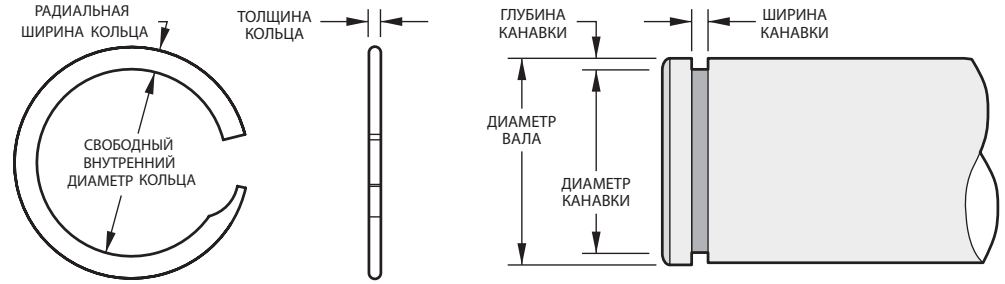 РАДИАЛЬНАЯ
ШИРИНА КОЛЬЦА
ТОЛЩИНА
КОЛЬЦА
СВОБОДНЫЙ
ВНУТРЕННИЙ
ДИАМЕТР КОЛЬЦА
ГЛУБИНА
КАНАВКИ
ШИРИНА
КАНАВКИ
ДИАМЕТР
ВАЛА
ДИАМЕТР
КАНАВКИ